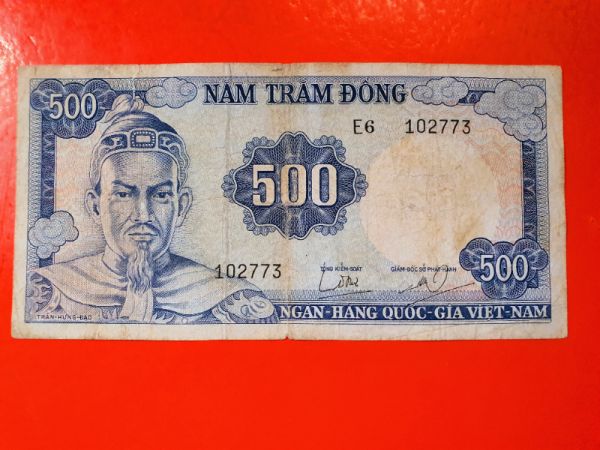 500
NĂM TRĂM ĐỒNG
E6 102773
500
102773
TỔNG KIỂM-SOÁT
GIÁM-ĐỐC SỞ PHÁT-HÀNH
500
TRẦN-HƯNG-ĐẠO
NGÂN-HÀNG QUỐC-GIA VIỆT-NAM